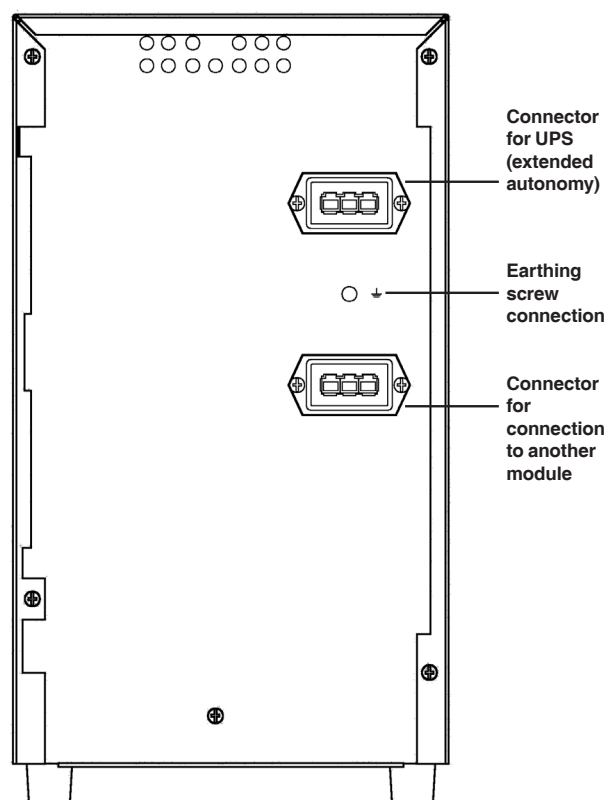 Connector
for UPS
(extended
autonomy)
Earthing
screw
connection
Connector
for
connection
to another
module